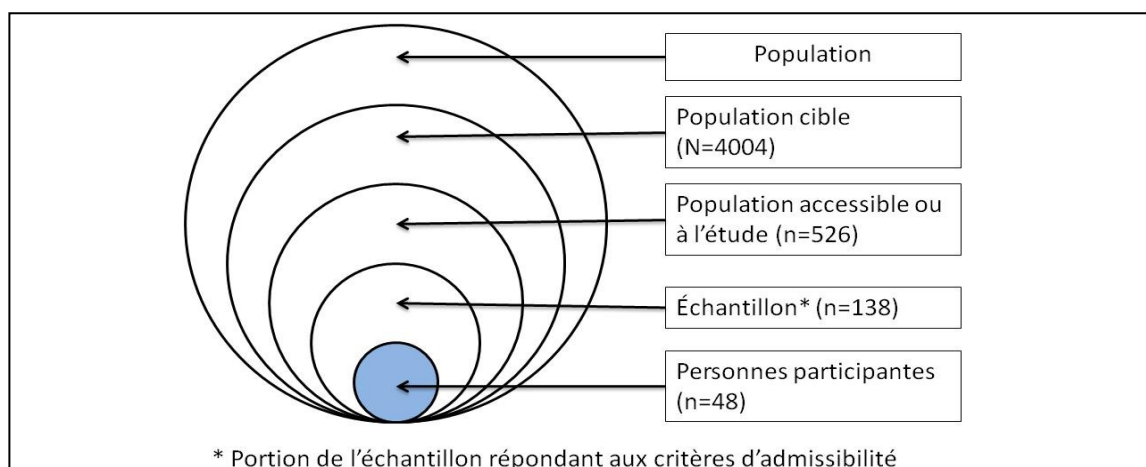 Population
Population cible
(N=4004)
Population accessible ou
à l'étude (n=526)
Échantillon* (n=138)
Personnes participantes
(n=48)
* Portion de l'échantillon répondant aux critères d'admissibilité